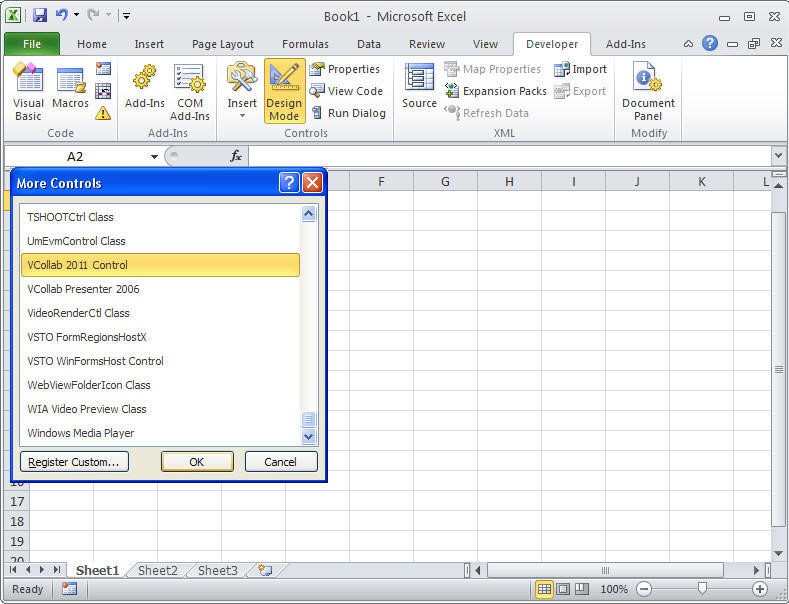 Book1 - Microsoft Excel
File Home Insert Page Layout Formulas Data Review View Developer Add-Ins
Visual Basic
Macros
Add-Ins
COM Add-Ins
Insert
Design Mode
Properties
View Code
Run Dialog
Source
Map Properties
Expansion Packs
Refresh Data
Import
Export
Document Panel
Code Add-Ins Controls XML Modify
A2 fx
More Controls
F G H I J K L
TSHOOTCtrl Class
UmEvmControl Class
VCollab 2011 Control
VCollab Presenter 2006
VideoRenderCtl Class
VSTO FormRegionsHostX
VSTO WinFormsHost Control
WebViewFolderIcon Class
WIA Video Preview Class
Windows Media Player
Register Custom... OK Cancel
16
17
18
19
20
Sheet1 Sheet2 Sheet3
Ready 100%